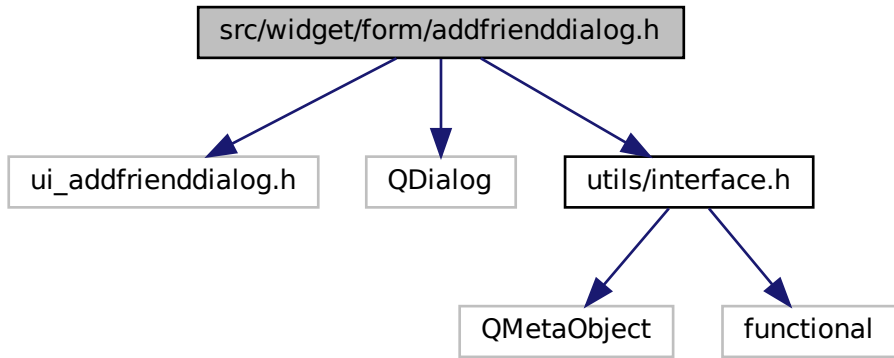 src/widget/form/addfrienddialog.h
ui_addfrienddialog.h
QDialog
utils/interface.h
QMetaObject
functional